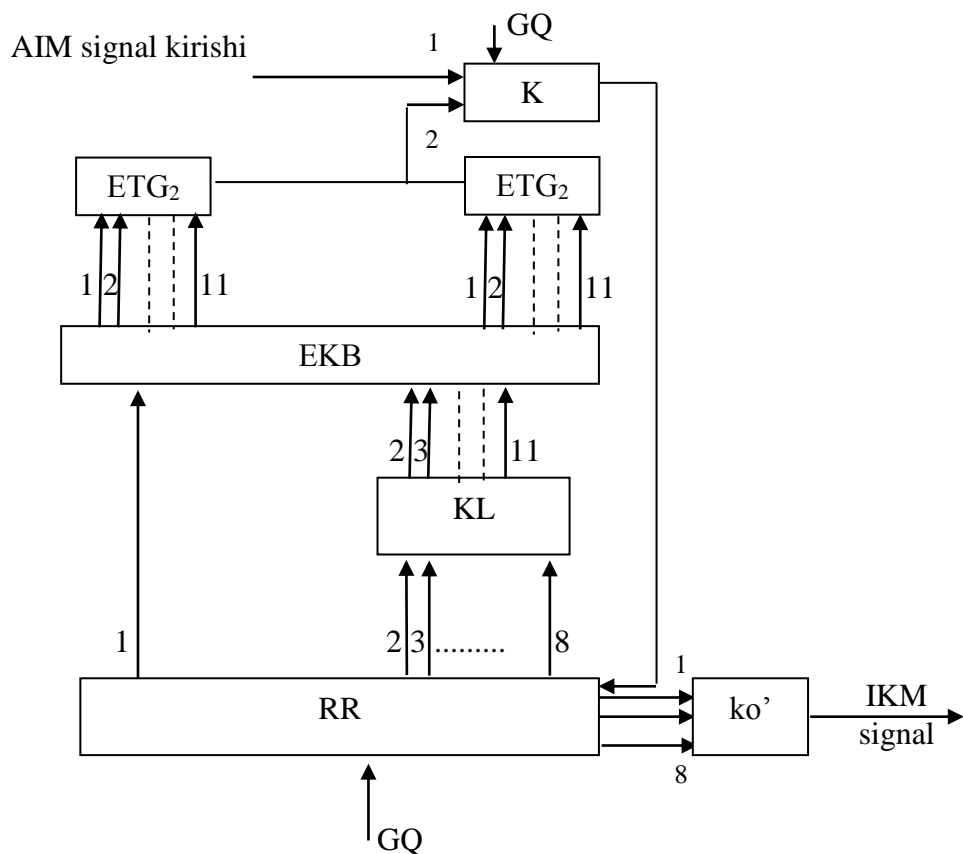 GQ
AIM signal kirishi
1
K
2
ETG₂
ETG₂
1 2 11
1 2 11
EKB
2 3 11
KL
1
2 3 ......... 8
RR
1
ko’
IKM
signal
8
GQ